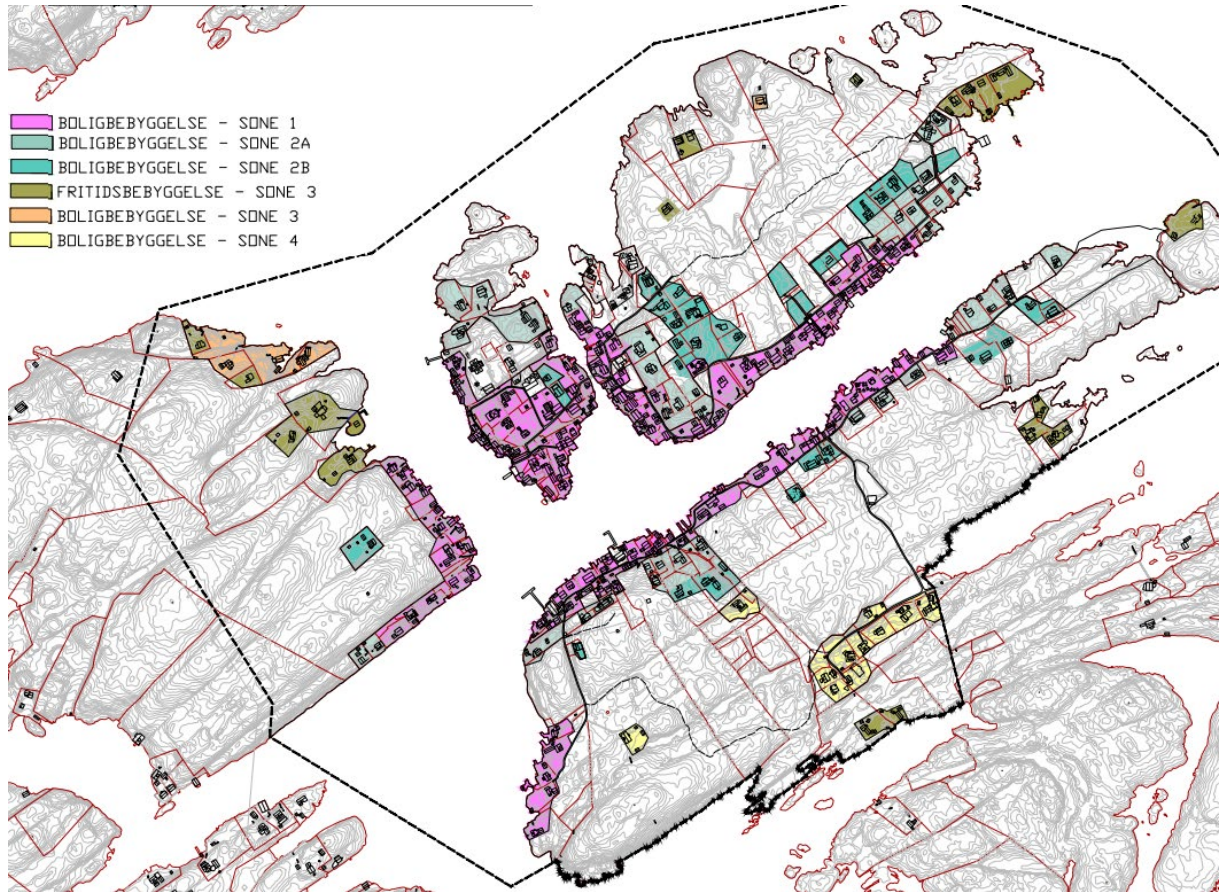 BOLIGBEBYGGELSE - SONE 1
BOLIGBEBYGGELSE - SONE 2A
BOLIGBEBYGGELSE - SONE 2B
FRITIDSBEBYGGELSE - SONE 3
BOLIGBEBYGGELSE - SONE 3
BOLIGBEBYGGELSE - SONE 4